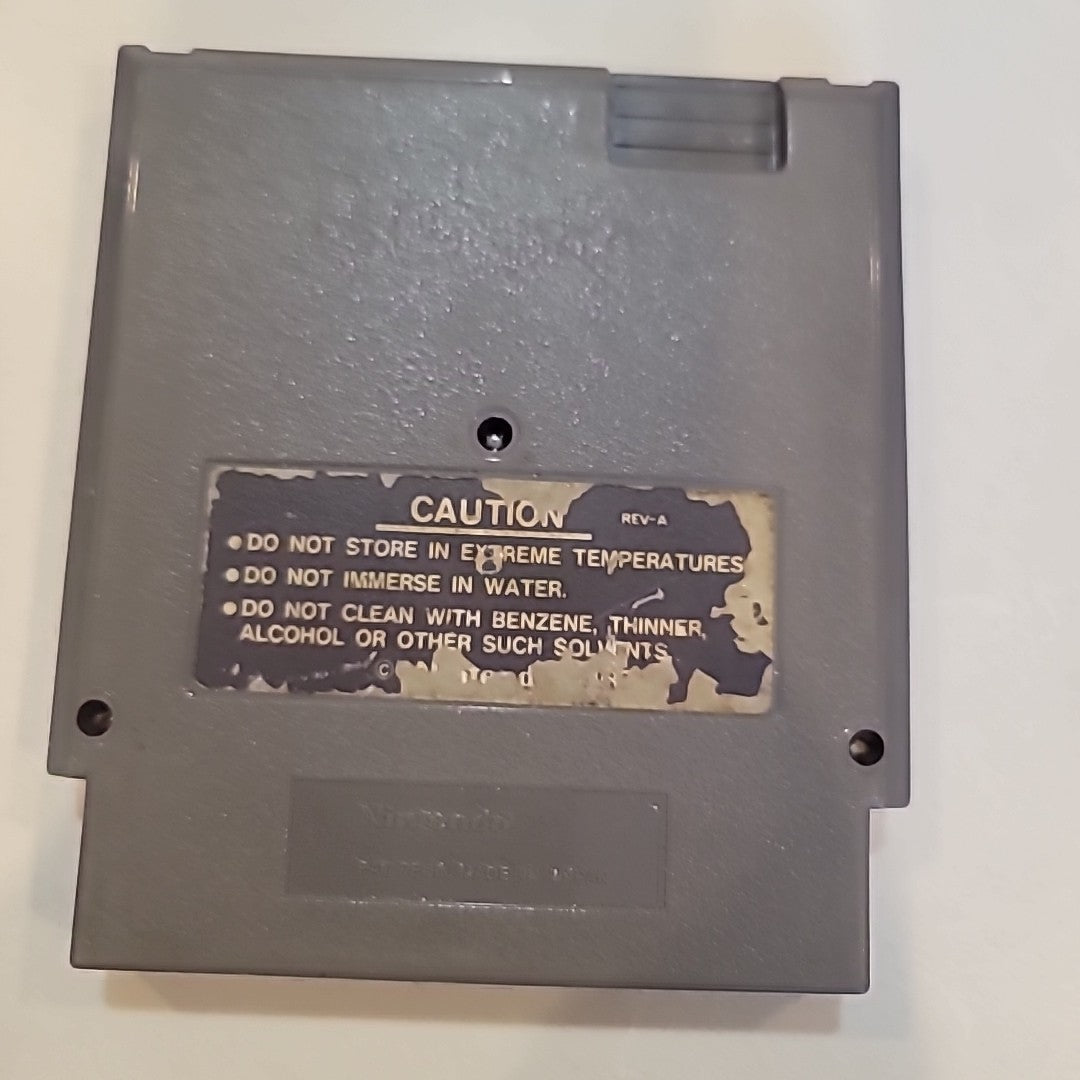 CAUTION REV-A
●DO NOT STORE IN EXTREME TEMPERATURES
●DO NOT IMMERSE IN WATER.
●DO NOT CLEAN WITH BENZENE, THINNER,
ALCOHOL OR OTHER SUCH SOLVENTS
©Nintendo
Nintendo